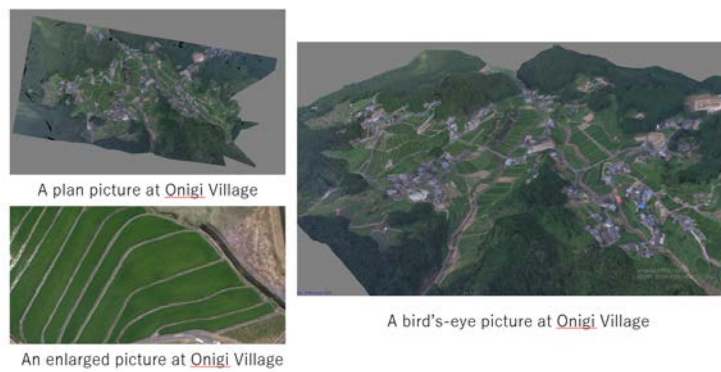 A plan picture at Onigi Village
An enlarged picture at Onigi Village
A bird's-eye picture at Onigi Village